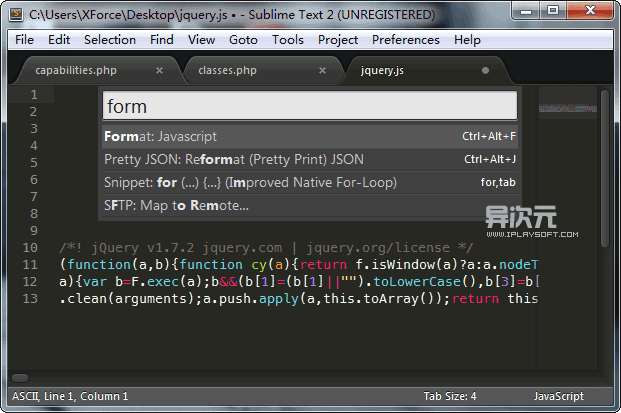 C:\Users\XForce\Desktop\jquery.js • - Sublime Text 2 (UNREGISTERED)
File Edit Selection Find View Goto Tools Project Preferences Help
capabilities.php × classes.php × jquery.js
form
Format: Javascript Ctrl+Alt+F
Pretty JSON: Reformat (Pretty Print) JSON Ctrl+Alt+J
Snippet: for (...) {...} (Improved Native For-Loop) for,tab
SFTP: Map to Remote...
异次元
WWW.IPLAYSOFT.COM
1
2
3
4
5
6
7
8
9
10 /*! jQuery v1.7.2 jquery.com | jquery.org/license */
11 (function(a,b){function cy(a){return f.isWindow(a)?a:a.nodeT
12 a){var b=F.exec(a);b&&(b[1]=(b[1]||"").toLowerCase(),b[3]=b[
13 .clean(arguments);a.push.apply(a,this.toArray());return this
ASCII, Line 1, Column 1 Tab Size: 4 JavaScript